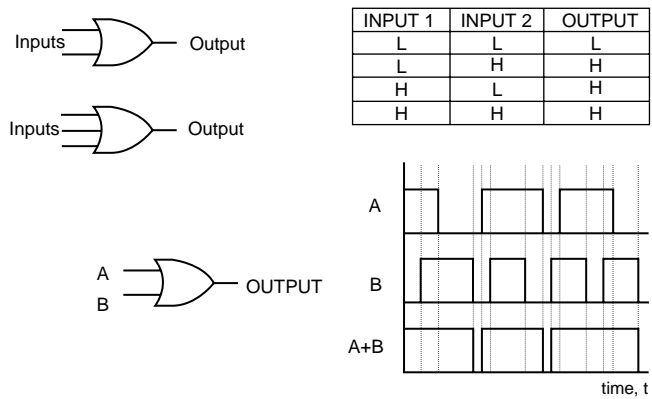 Inputs Output
Inputs Output
A
B
OUTPUT
INPUT 1 INPUT 2 OUTPUT
L L L
L H H
H L H
H H H
A
B
A+B
time, t